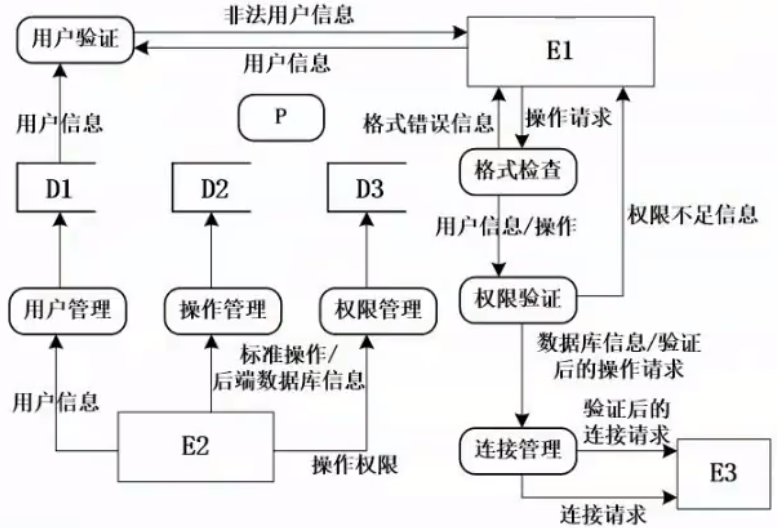 非法用户信息
用户验证
E1
用户信息
用户信息
P
格式错误信息
操作请求
格式检查
D1
D2
D3
用户信息/操作
权限不足信息
用户管理
操作管理
权限管理
权限验证
标准操作/
后端数据库信息
数据库信息/验证
后的操作请求
用户信息
E2
操作权限
验证后的
连接请求
连接管理
E3
连接请求